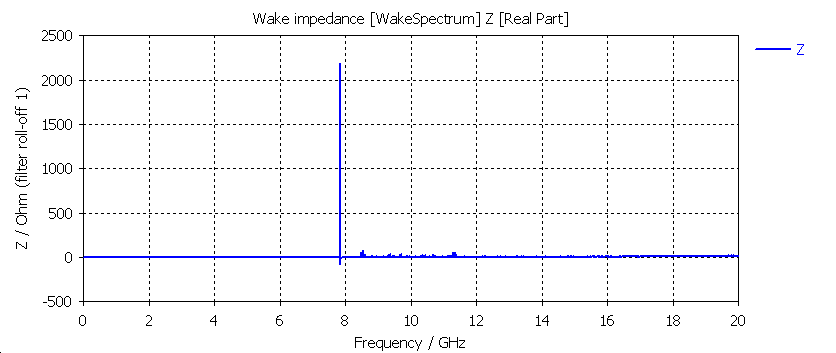 Wake impedance [WakeSpectrum] Z [Real Part]
Z
Z / Ohm (filter roll-off 1)
2500
2000
1500
1000
500
0
-500
0 2 4 6 8 10 12 14 16 18 20
Frequency / GHz